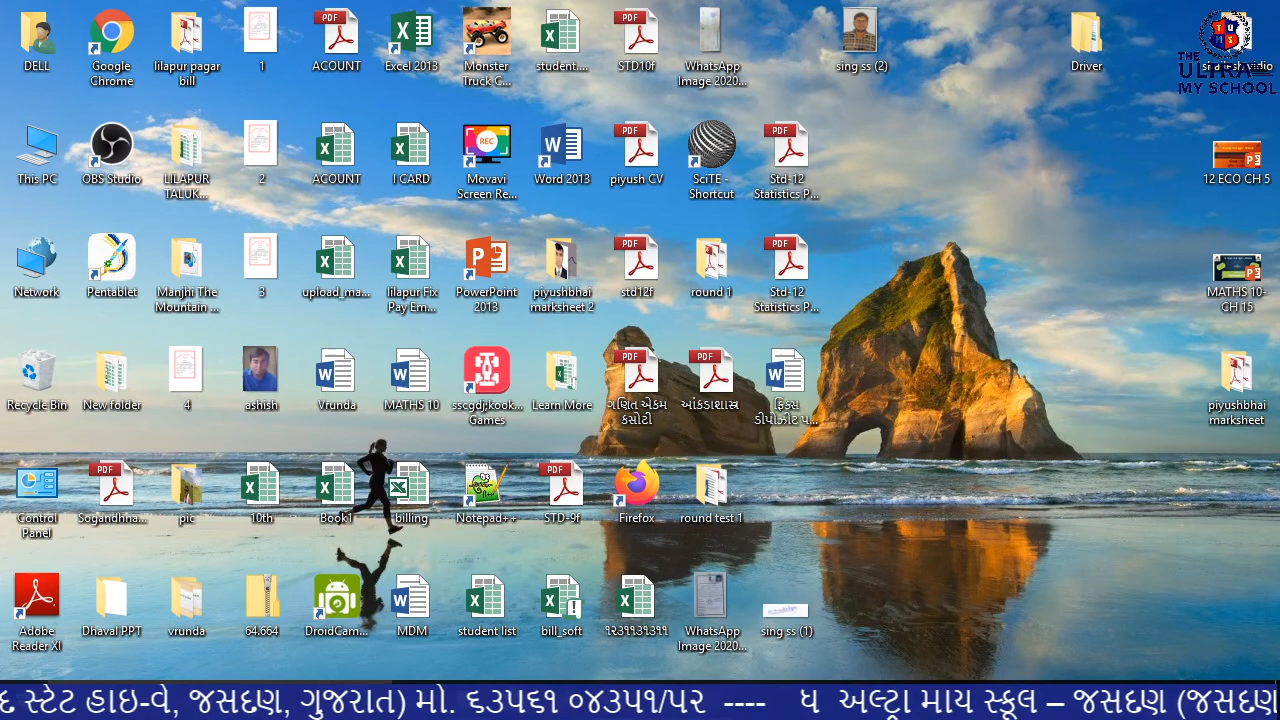 DELL
Google
Chrome
lilapur pagar
bill
1
ACOUNT
Excel 2013
Monster
Truck C...
student....
STD10f
WhatsApp
Image 2020...
sing ss (2)
Driver
THE
ULTRA
MY SCHOOL
This PC
OBS Studio
LILAPUR
TALUK...
2
ACOUNT
I CARD
Movavi
Screen Re...
Word 2013
piyush CV
SciTE -
Shortcut
Std-12
Statistics P...
12 ECO CH 5
Network
Pentablet
Manjhi The
Mountain ...
3
upload_ma...
lilapur Fix
Pay Em...
PowerPoint
2013
piyushbhai
marksheet 2
std12f
round 1
Std-12
Statistics P...
MATHS 10-
CH 15
Recycle Bin
New folder
4
ashish
Vrunda
MATHS 10
sscgdj;kook...
Games
Learn More
ગણિત એકમ
કસોટી
આંકડાશાસ્ત્ર
ફિક્સ
ડીપોઝીટ પ...
piyushbhai
marksheet
Control
Panel
Sogandhna...
pic
10th
Book1
billing
Notepad++
STD-9f
Firefox
round test 1
Adobe
Reader XI
Dhaval PPT
vrunda
64.664
DroidCam...
MDM
student list
bill_soft
૧૨૩૧૧૩૧૩૧૧
WhatsApp
Image 2020...
sing ss (1)
દ સ્ટેટ હાઇ-વે, જસદણ, ગુજરાત) મો. ૬૩૫૬૧ ૦૪૩૫૧/૫૨ ---- ધ અલ્ટ્રા માય સ્કૂલ – જસદણ (જસદણ